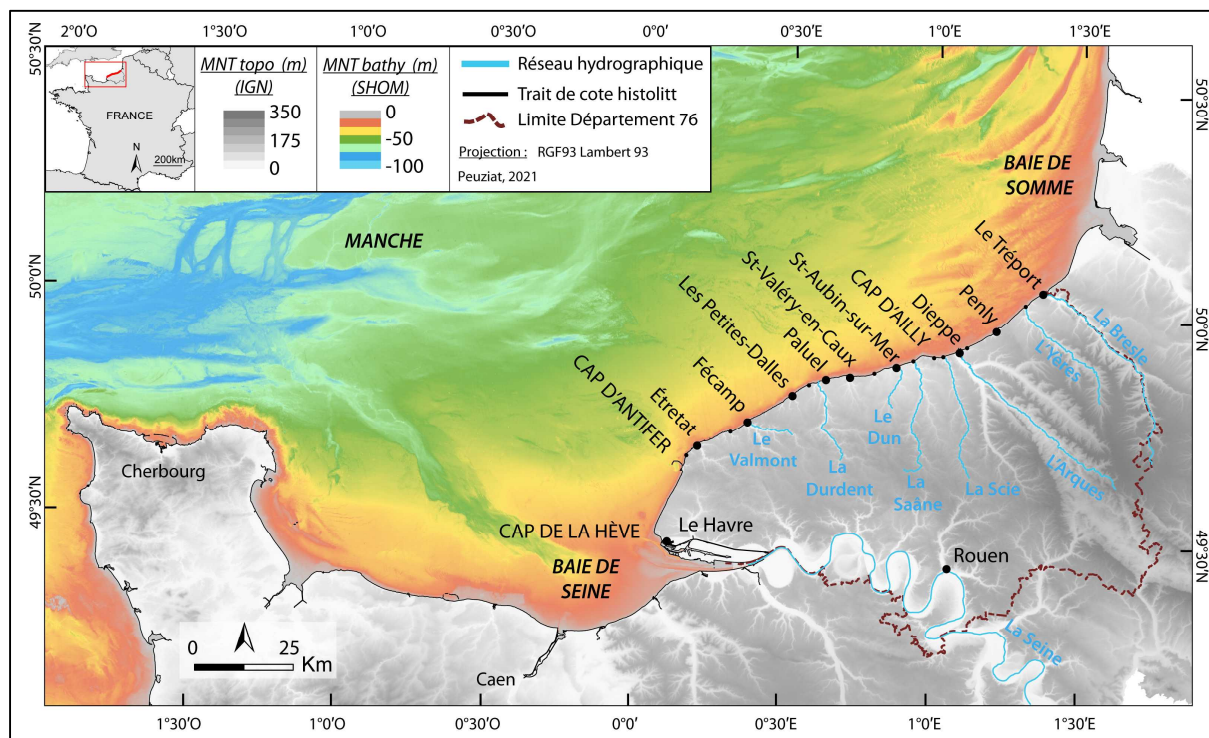 2°0′O
1°30′O
1°0′O
0°30′O
0°0′
0°30′E
1°0′E
1°30′E
50°30′N
50°0′N
49°30′N
FRANCE
N
200km
MNT topo (m)
(IGN)
350
175
0
MNT bathy (m)
(SHOM)
0
-50
-100
Réseau hydrographique
Trait de cote histolitt
Limite Département 76
Projection : RGF93 Lambert 93
Peuziat, 2021
50°30′N
50°0′N
49°30′N
BAIE DE
SOMME
MANCHE
Le Tréport
Penly
Dieppe
CAP D'AILLY
St-Aubin-sur-Mer
St-Valéry-en-Caux
Paluel
Les Petites-Dalles
Fécamp
Étretat
CAP D'ANTIFER
La Bresle
L'Yères
L'Arques
La Scie
La
Saâne
Le
Dun
La
Durdent
Le
Valmont
Cherbourg
CAP DE LA HÈVE
Le Havre
BAIE DE
SEINE
Rouen
La Seine
Caen
0
25
Km
1°30′O
1°0′O
0°30′O
0°0′
0°30′E
1°0′E
1°30′E